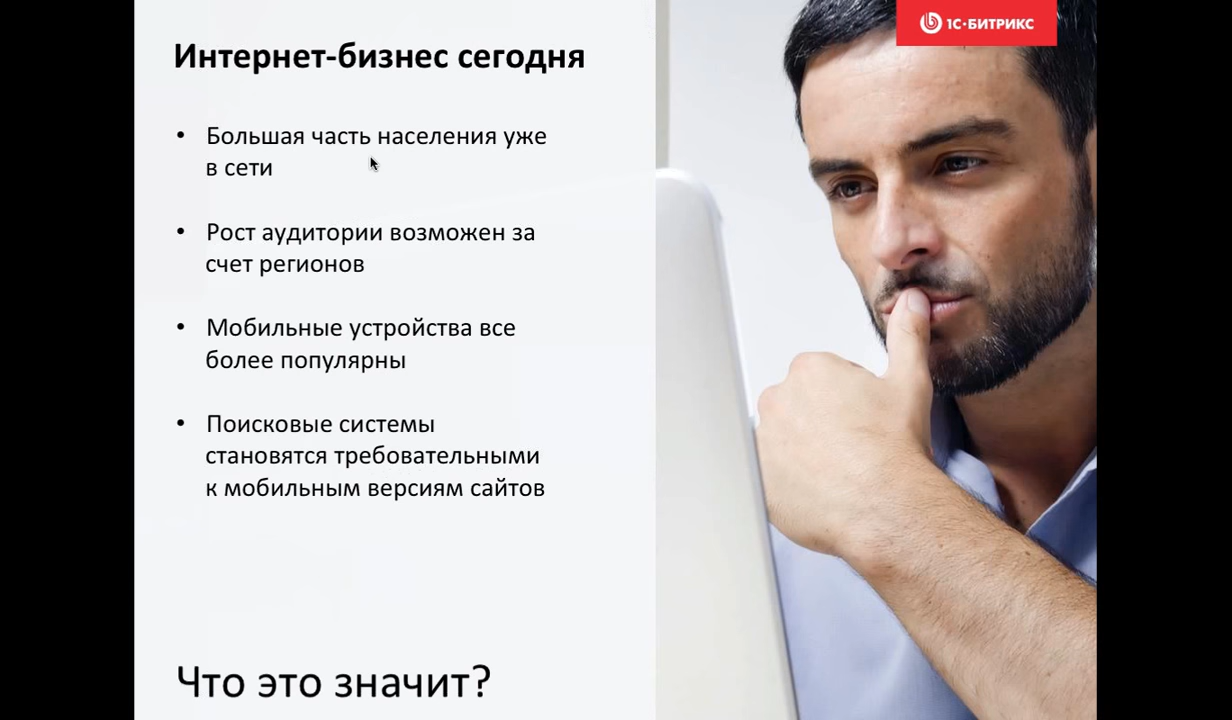 1С·БИТРИКС
Интернет-бизнес сегодня
• Большая часть населения уже
в сети
• Рост аудитории возможен за
счет регионов
• Мобильные устройства все
более популярны
• Поисковые системы
становятся требовательными
к мобильным версиям сайтов
Что это значит?